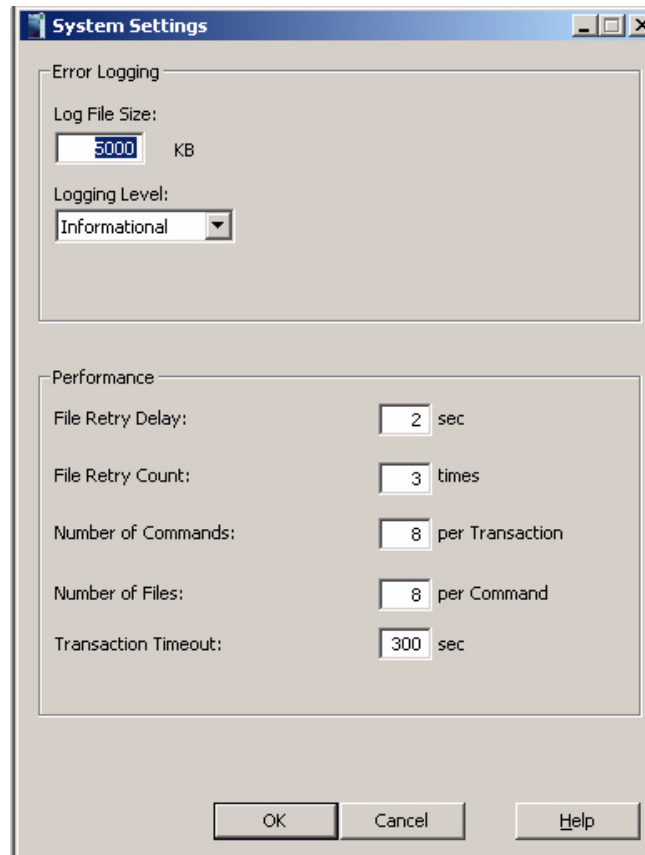 System Settings
Error Logging
Log File Size:
5000 KB
Logging Level:
Informational
Performance
File Retry Delay: 2 sec
File Retry Count: 3 times
Number of Commands: 8 per Transaction
Number of Files: 8 per Command
Transaction Timeout: 300 sec
OK Cancel Help